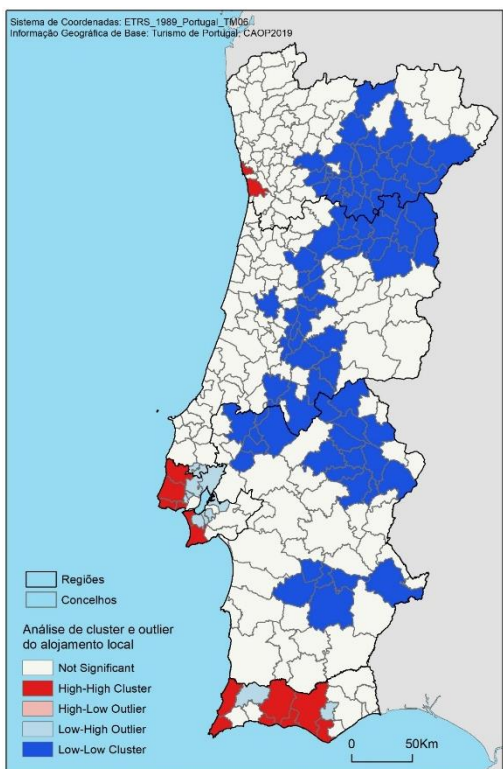 Sistema de Coordenadas: ETRS_1989_Portugal_TM06
Informação Geográfica de Base: Turismo de Portugal; CAOP2019
Regiões
Concelhos
Análise de cluster e outlier
do alojamento local
Not Significant
High-High Cluster
High-Low Outlier
Low-High Outlier
Low-Low Cluster
0 50Km